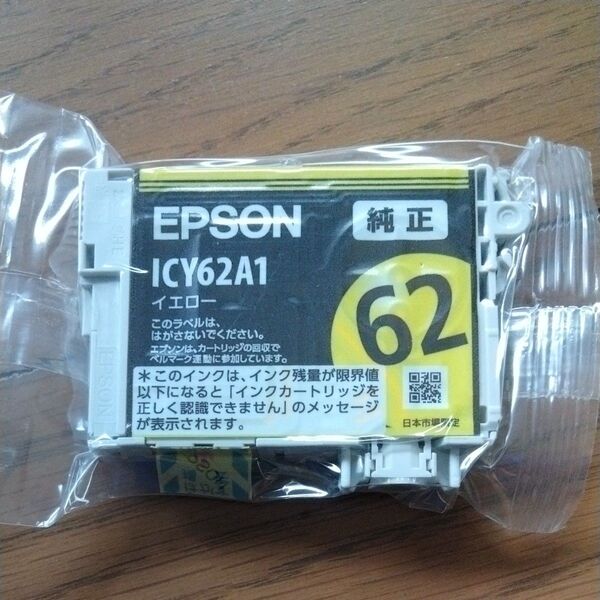 EPSON
純正
ICY62A1
イエロー
62
このラベルは、
はがさないでください。
エプソンは、カートリッジの回収で
ベルマーク運動に参加しています。
＊このインクは、インク残量が限界値
以下になると「インクカートリッジを
正しく認識できません」のメッセージ
が表示されます。
日本市場限定